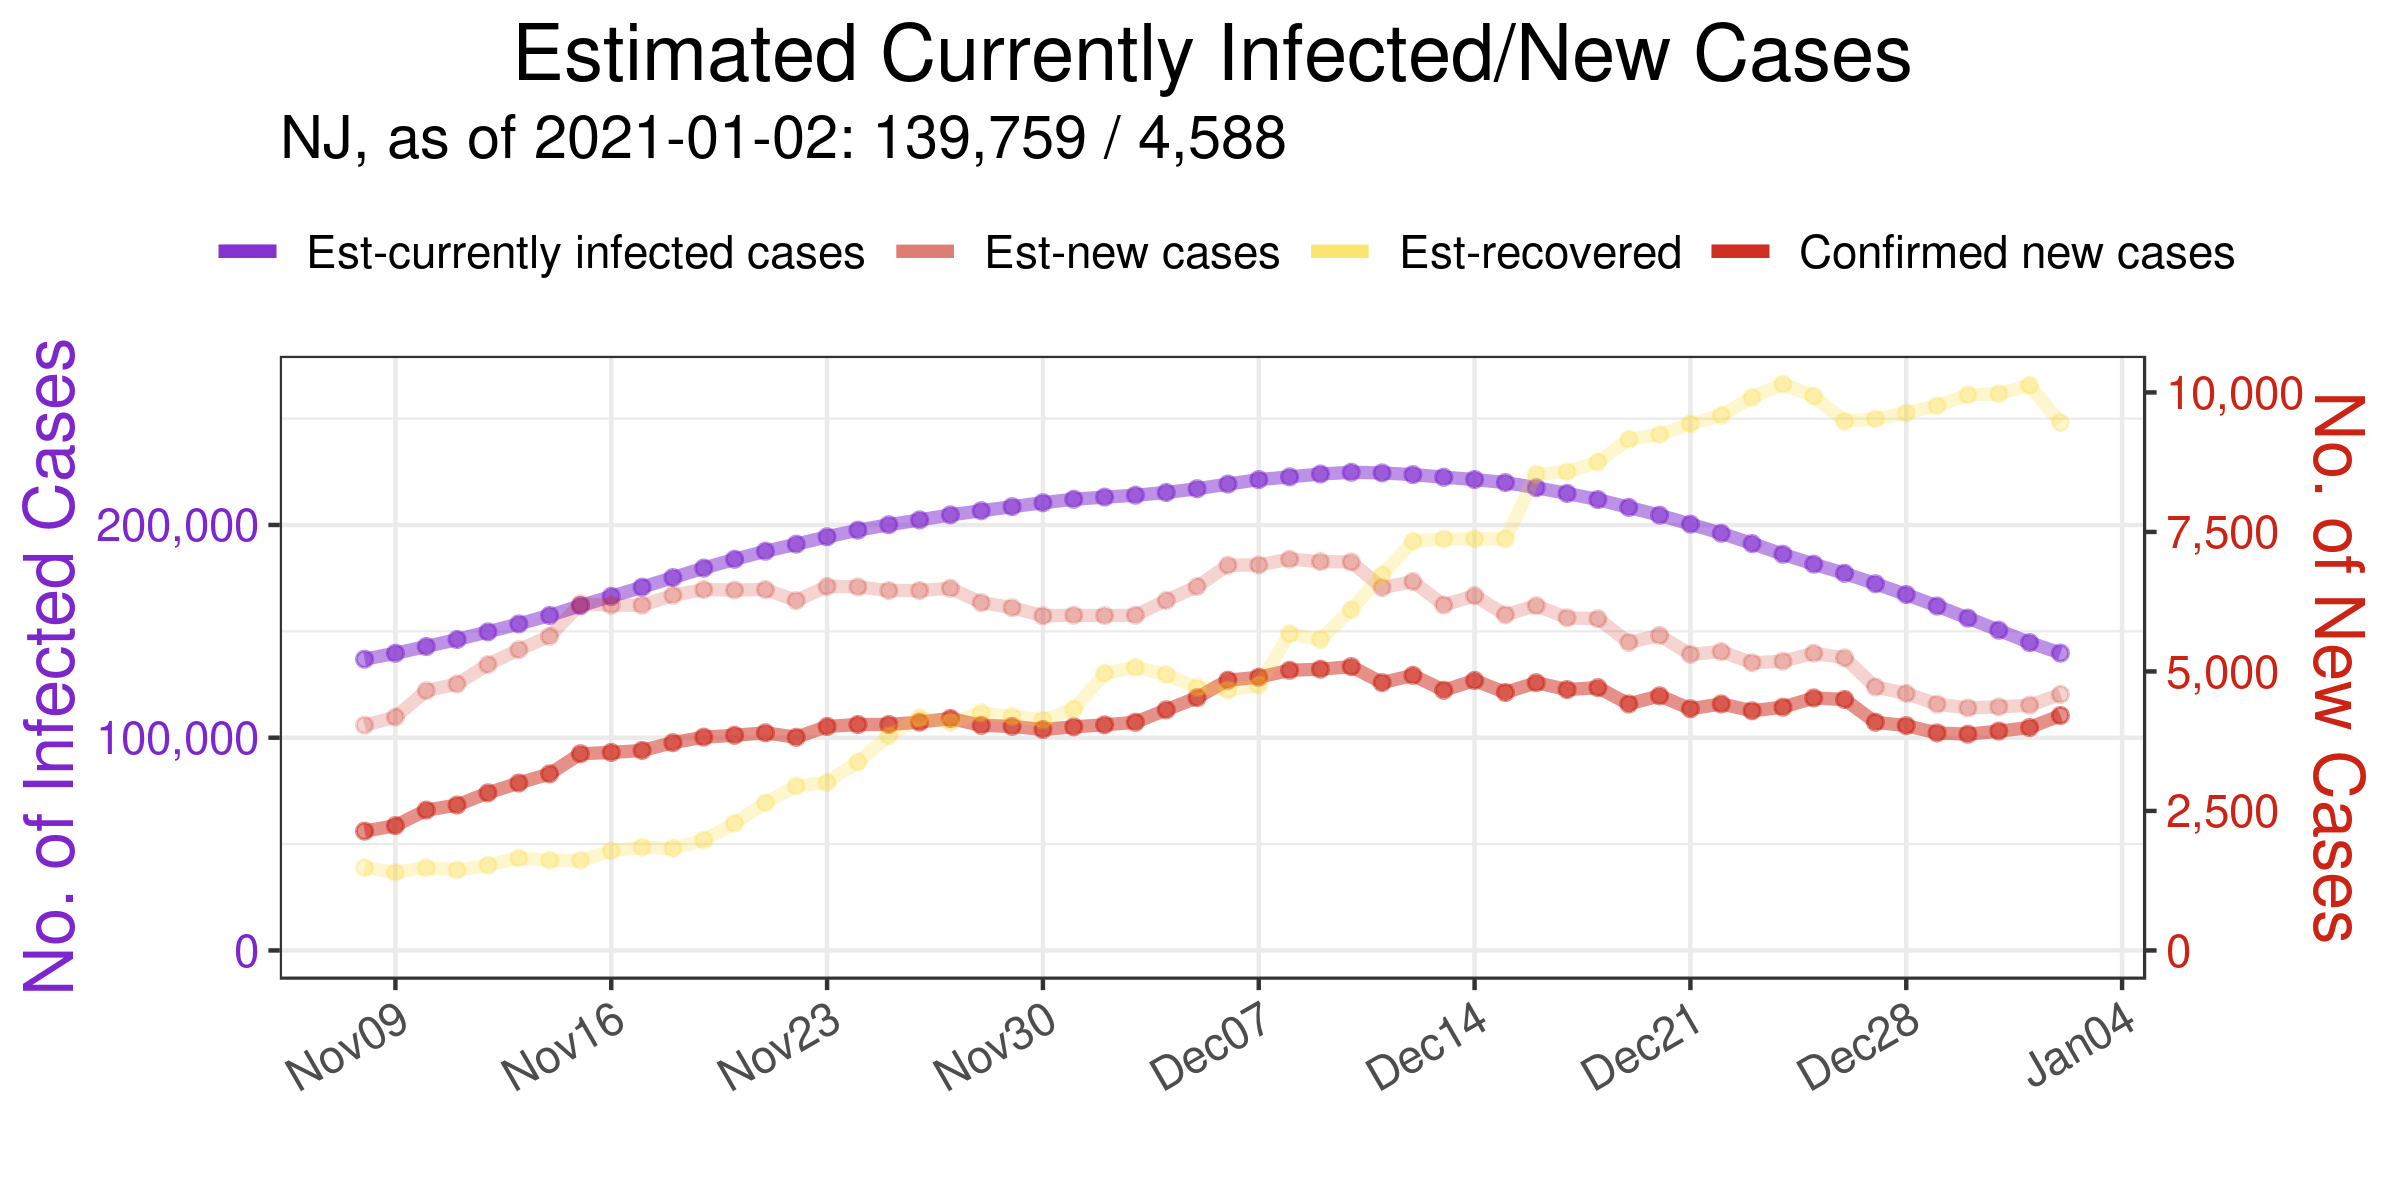 Estimated Currently Infected/New Cases
NJ, as of 2021-01-02: 139,759 / 4,588
Est-currently infected cases Est-new cases Est-recovered Confirmed new cases
No. of Infected Cases
200,000
100,000
0
10,000
7,500
5,000
2,500
0
No. of New Cases
Nov09 Nov16 Nov23 Nov30 Dec07 Dec14 Dec21 Dec28 Jan04